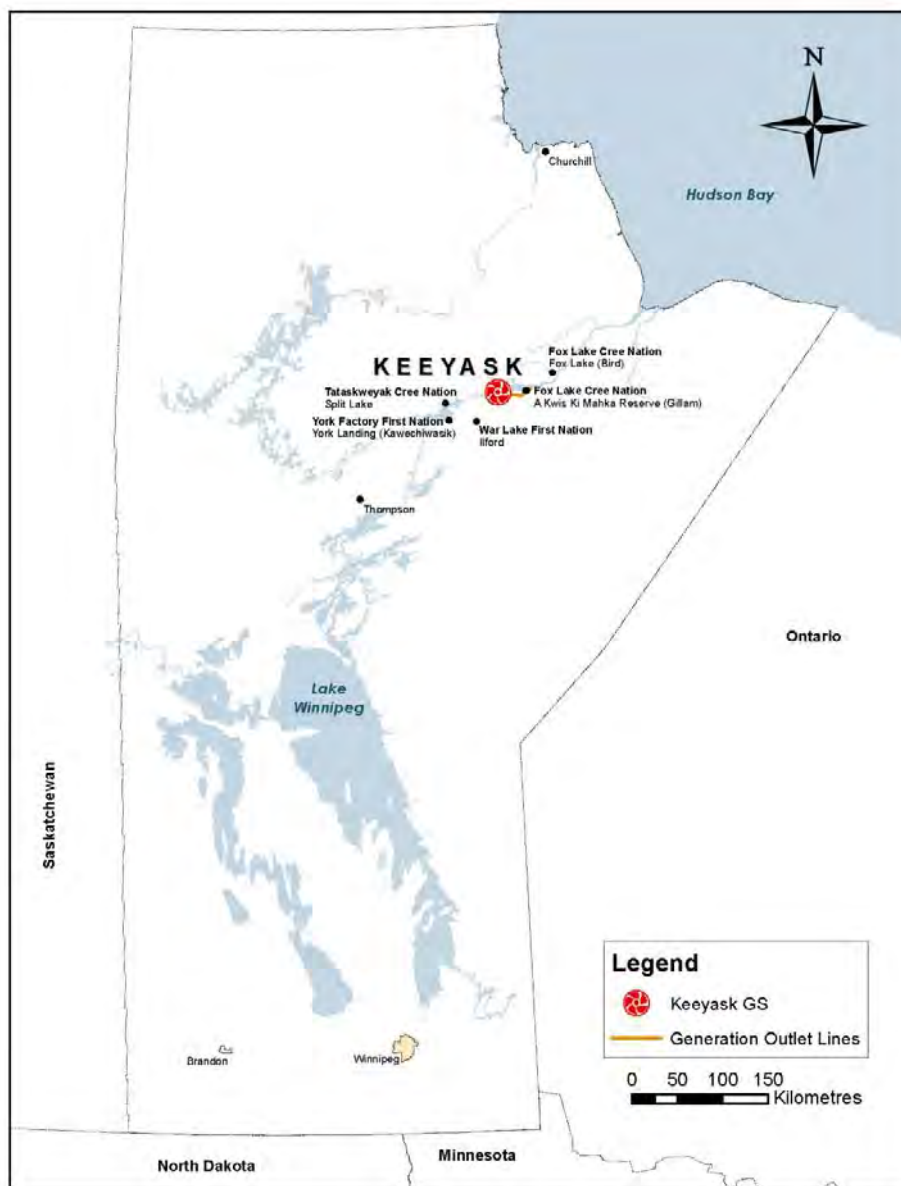 N
Churchill
Hudson Bay
KEEYASK
Fox Lake Cree Nation
Fox Lake (Bird)
Tataskweyak Cree Nation
Split Lake
Fox Lake Cree Nation
A Kwis Ki Mahka Reserve (Gillam)
York Factory First Nation
York Landing (Kawechiwasik)
War Lake First Nation
Ilford
Thompson
Ontario
Lake
Winnipeg
Saskatchewan
Legend
Keeyask GS
Generation Outlet Lines
0 50 100 150
Kilometres
Brandon
Winnipeg
North Dakota
Minnesota